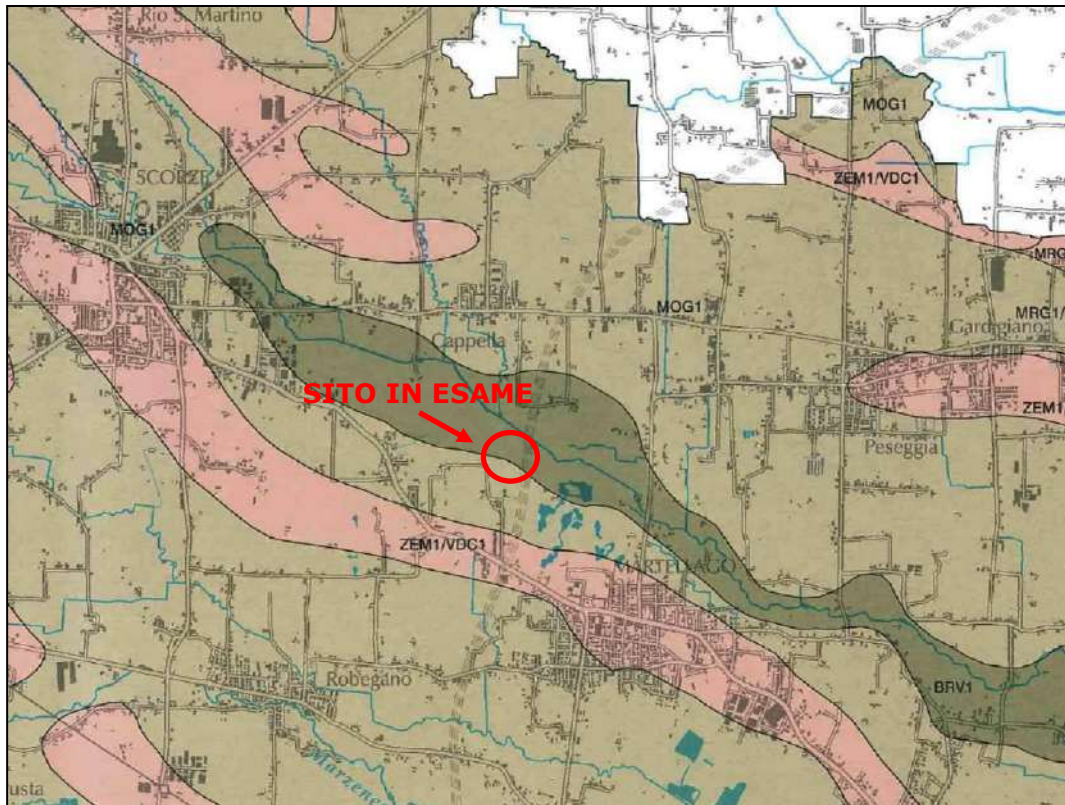 Rio S. Martino
MOG1
ZEM1/VDC1
SCORZE'
MOG1
MRG
MOG1
MRG1/
Gardigiano
Cappella
SITO IN ESAME
ZEM1
Peseggia
ZEM1/VDC1
MARTELLAGO
Robegano
BRV1
Marzene
usta